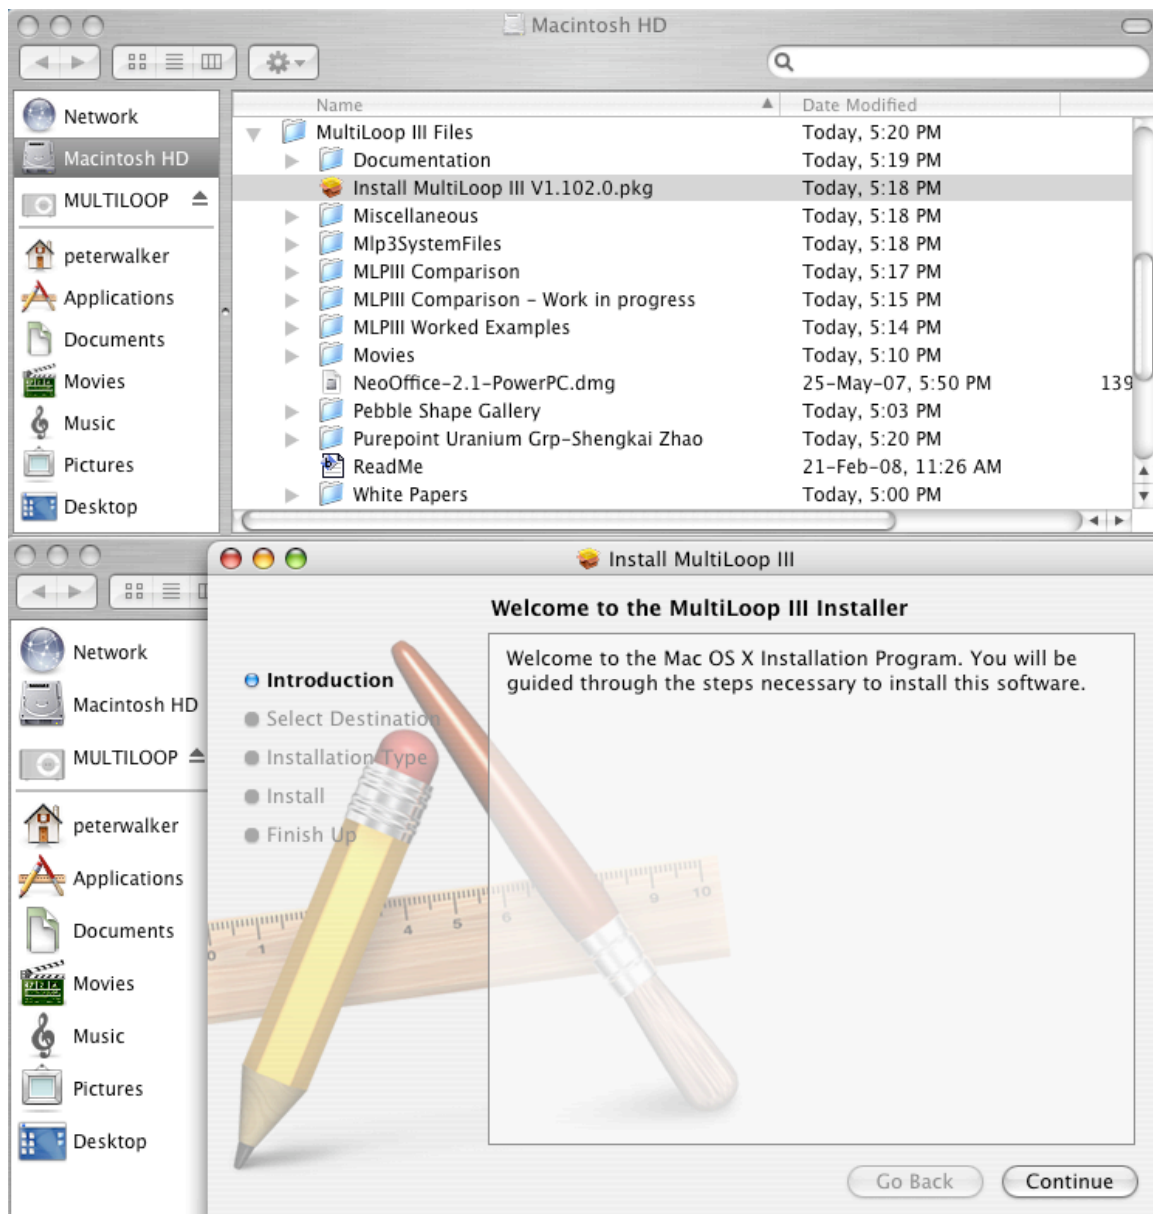 Macintosh HD
Name Date Modified
Network
Macintosh HD
MULTILOOP
peterwalker
Applications
Documents
Movies
Music
Pictures
Desktop
MultiLoop III Files Today, 5:20 PM
Documentation Today, 5:19 PM
Install MultiLoop III V1.102.0.pkg Today, 5:18 PM
Miscellaneous Today, 5:18 PM
Mlp3SystemFiles Today, 5:18 PM
MLPIII Comparison Today, 5:17 PM
MLPIII Comparison - Work in progress Today, 5:15 PM
MLPIII Worked Examples Today, 5:14 PM
Movies Today, 5:10 PM
NeoOffice-2.1-PowerPC.dmg 25-May-07, 5:50 PM 139
Pebble Shape Gallery Today, 5:03 PM
Purepoint Uranium Grp-Shengkai Zhao Today, 5:20 PM
ReadMe 21-Feb-08, 11:26 AM
White Papers Today, 5:00 PM
Network
Macintosh HD
MULTILOOP
peterwalker
Applications
Documents
Movies
Music
Pictures
Desktop
Install MultiLoop III
Welcome to the MultiLoop III Installer
Introduction
Select Destination
Installation Type
Install
Finish Up
Welcome to the Mac OS X Installation Program. You will be
guided through the steps necessary to install this software.
0 1 4 5 6 9 10
Go Back Continue